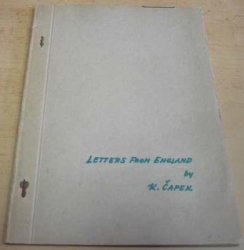 LETTERS FROM ENGLAND
by
K. ČAPEK